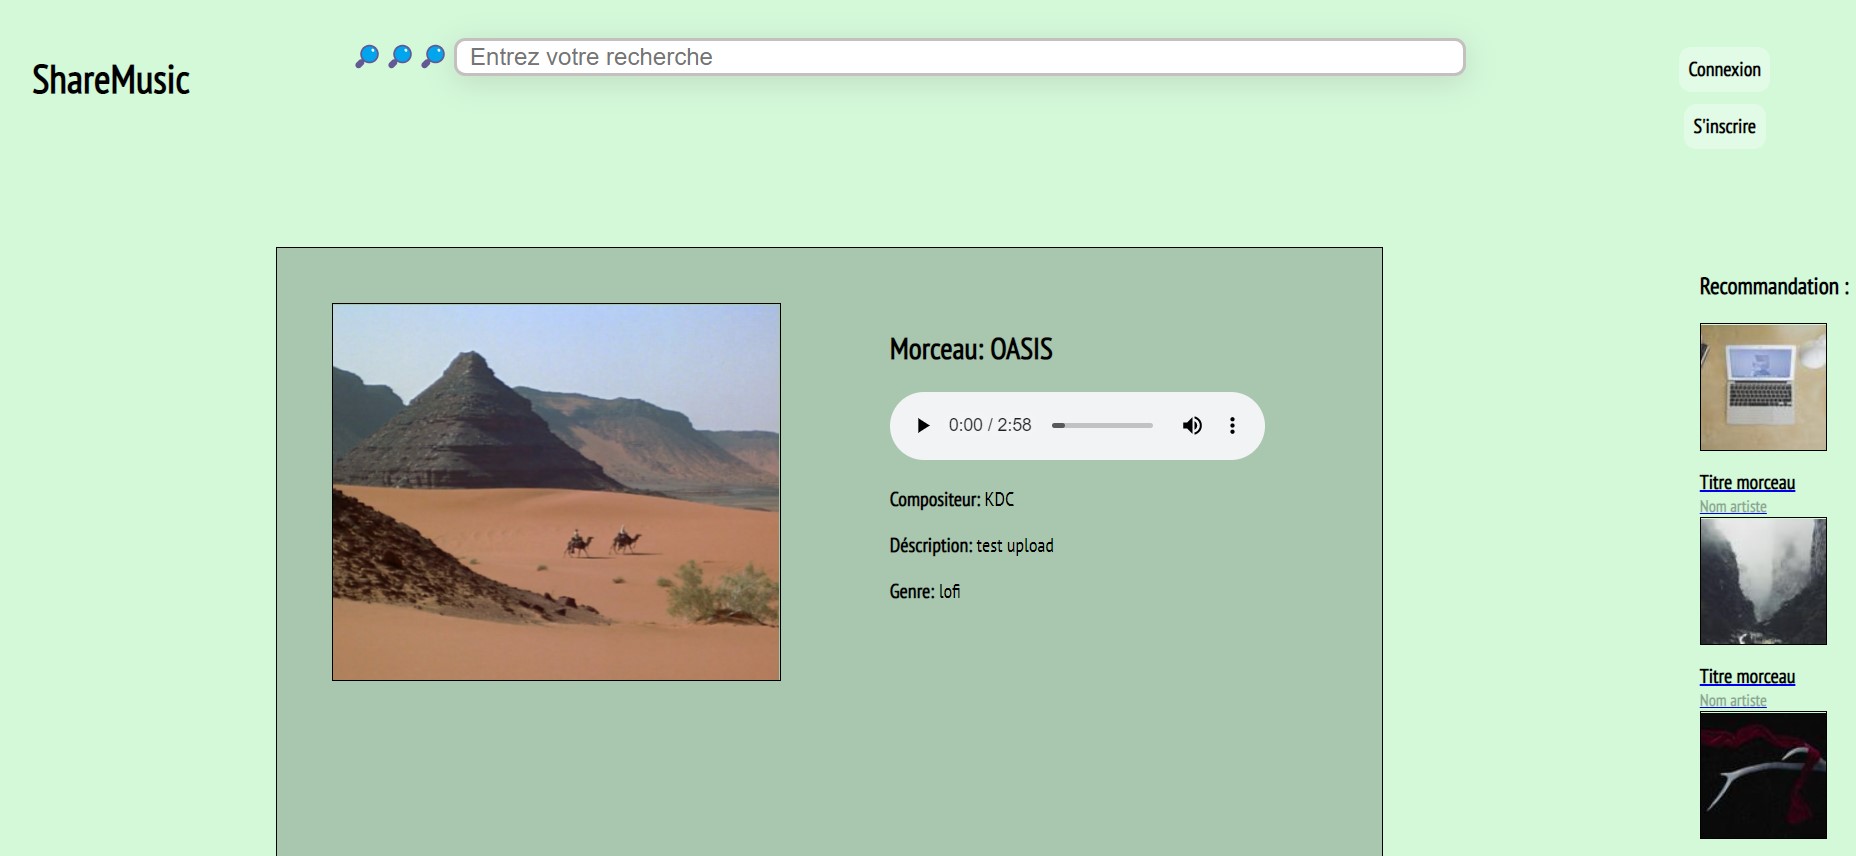 ShareMusic
Entrez votre recherche
Connexion
S'inscrire
Recommandation :
Morceau: OASIS
0:00 / 2:58
Compositeur: KDC
Déscription: test upload
Genre: lofi
Titre morceau
Nom artiste
Titre morceau
Nom artiste